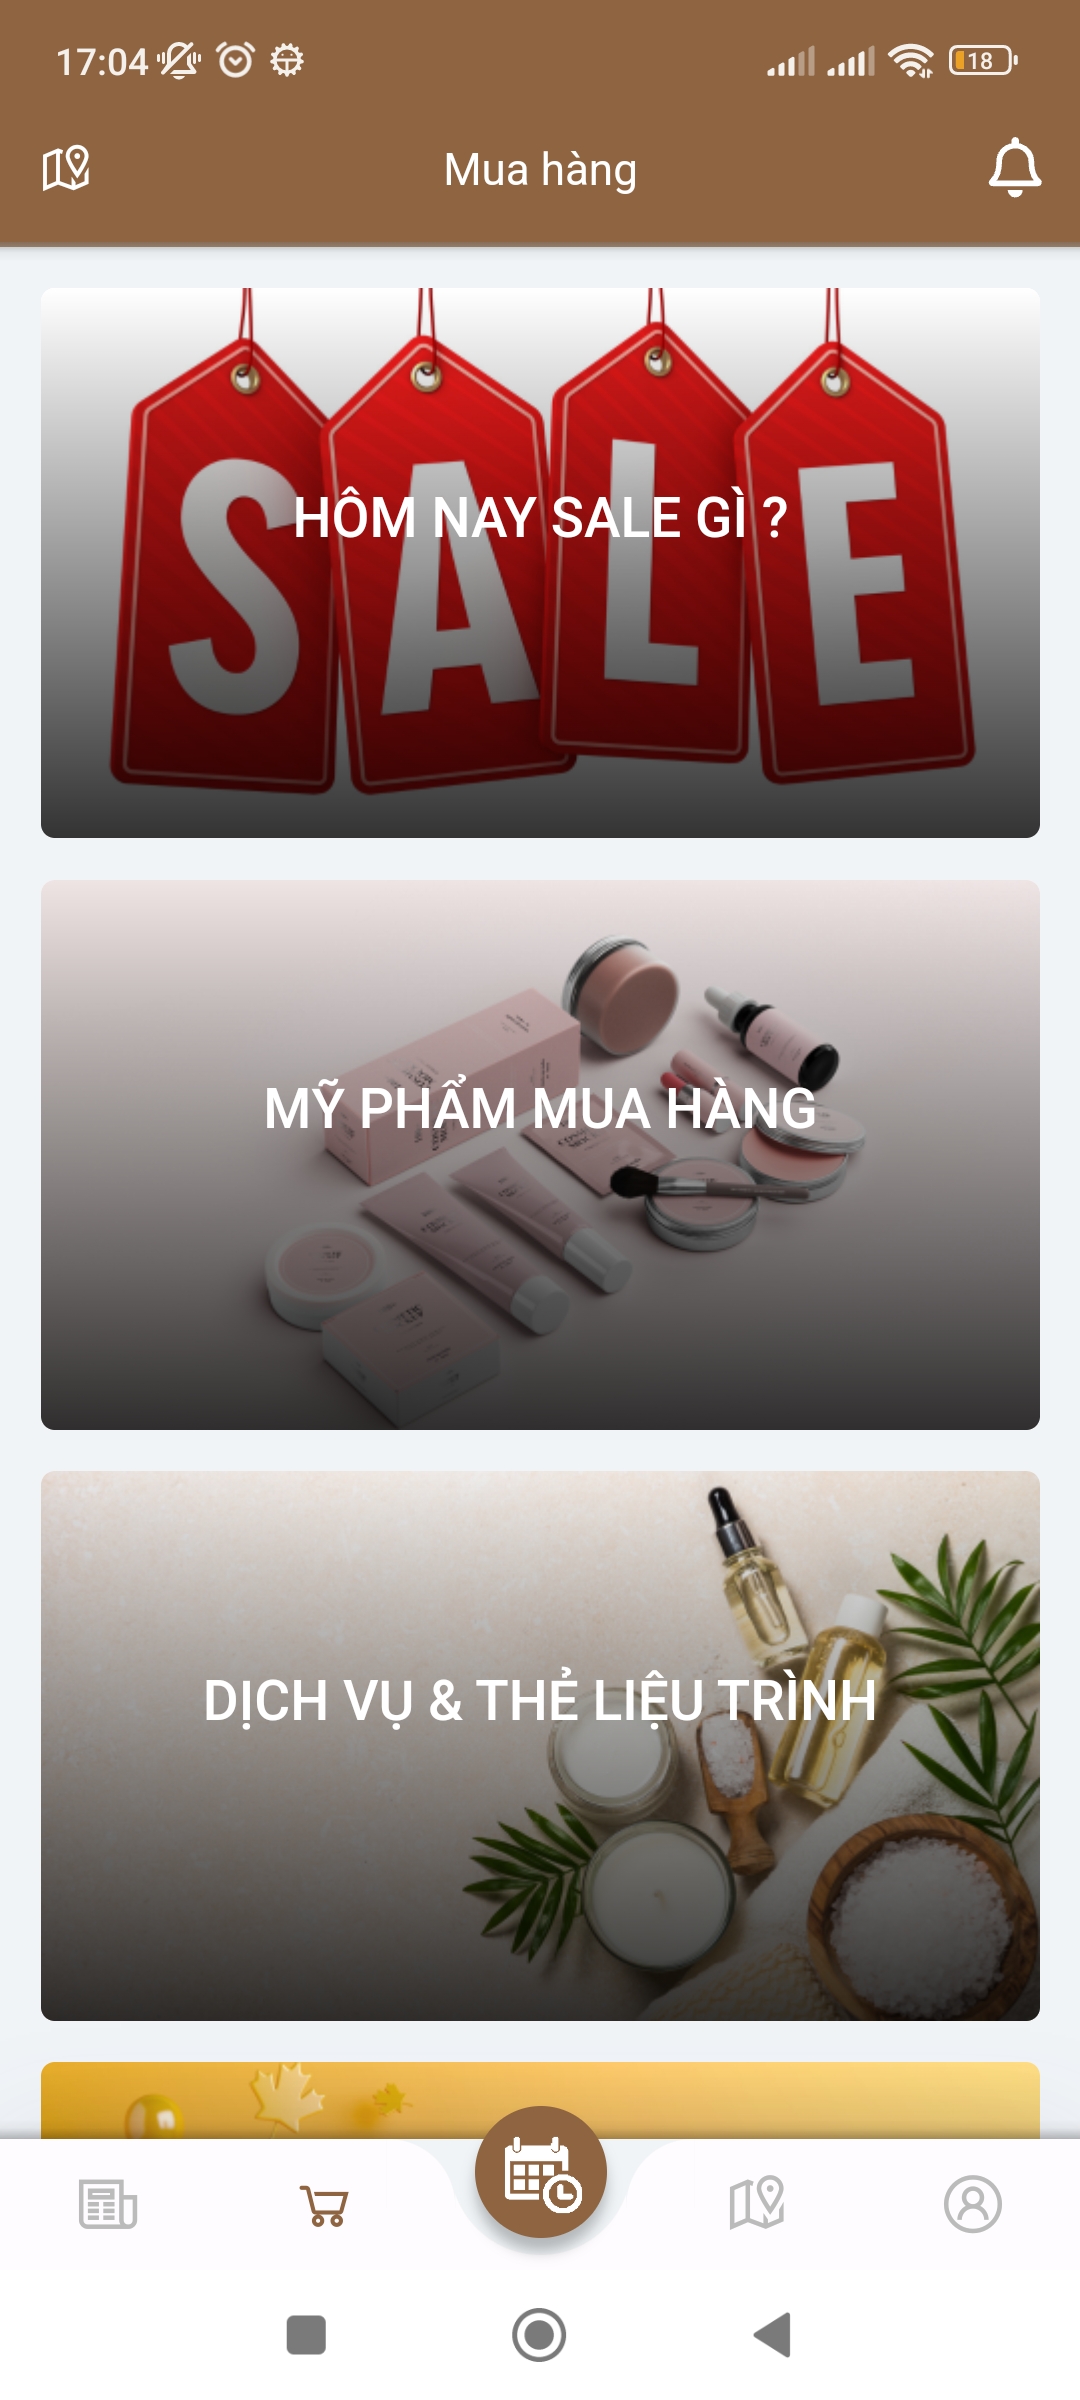 17:04
18
Mua hàng
SALE
HÔM NAY SALE GÌ ?
MỸ PHẨM MUA HÀNG
DỊCH VỤ & THẺ LIỆU TRÌNH